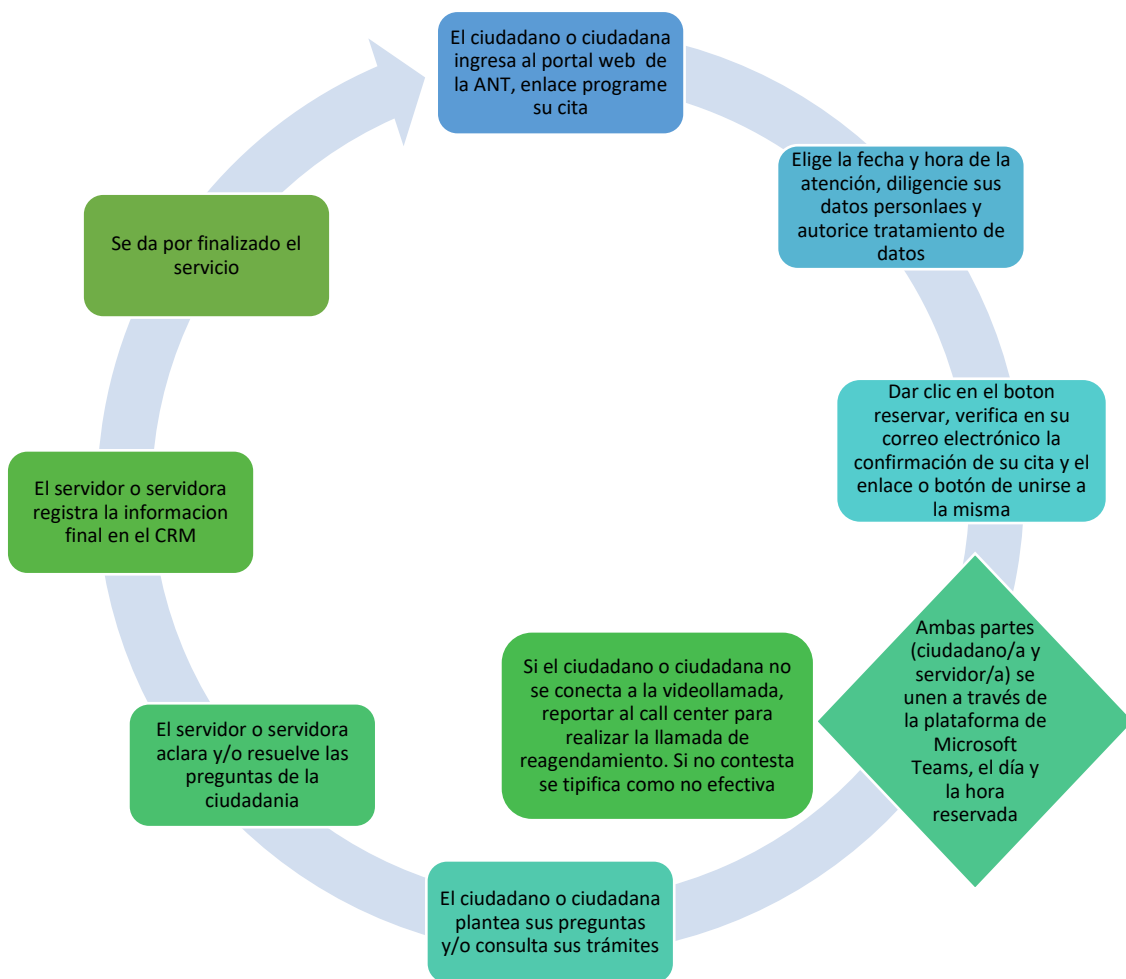 El ciudadano o ciudadana
ingresa al portal web de
la ANT, enlace programe
su cita
Elige la fecha y hora de la
atención, diligencie sus
datos personlaes y
autorice tratamiento de
datos
Dar clic en el boton
reservar, verifica en su
correo electrónico la
confirmación de su cita y el
enlace o botón de unirse a
la misma
Ambas partes
(ciudadano/a y
servidor/a) se
unen a través de
la plataforma de
Microsoft
Teams, el día y
la hora
reservada
Si el ciudadano o ciudadana no
se conecta a la videollamada,
reportar al call center para
realizar la llamada de
reagendamiento. Si no contesta
se tipifica como no efectiva
El ciudadano o ciudadana
plantea sus preguntas
y/o consulta sus trámites
El servidor o servidora
aclara y/o resuelve las
preguntas de la
ciudadania
El servidor o servidora
registra la informacion
final en el CRM
Se da por finalizado el
servicio